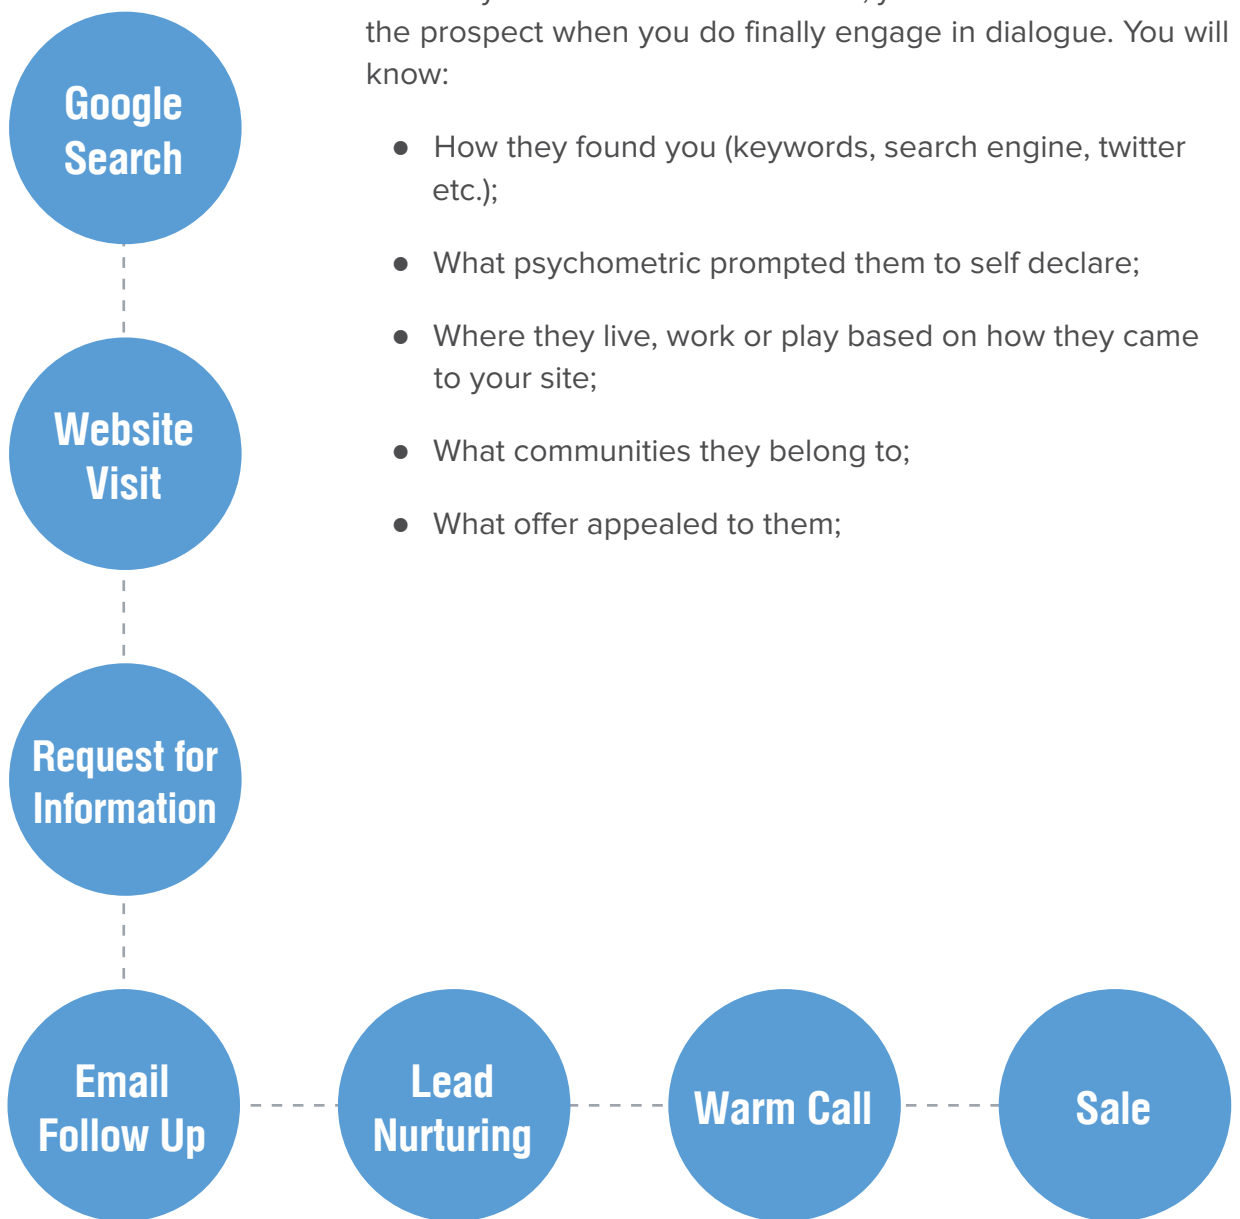 the prospect when you do finally engage in dialogue. You will
know:
● How they found you (keywords, search engine, twitter
etc.);
● What psychometric prompted them to self declare;
● Where they live, work or play based on how they came
to your site;
● What communities they belong to;
● What offer appealed to them;
Google
Search
Website
Visit
Request for
Information
Email
Follow Up
Lead
Nurturing
Warm Call
Sale